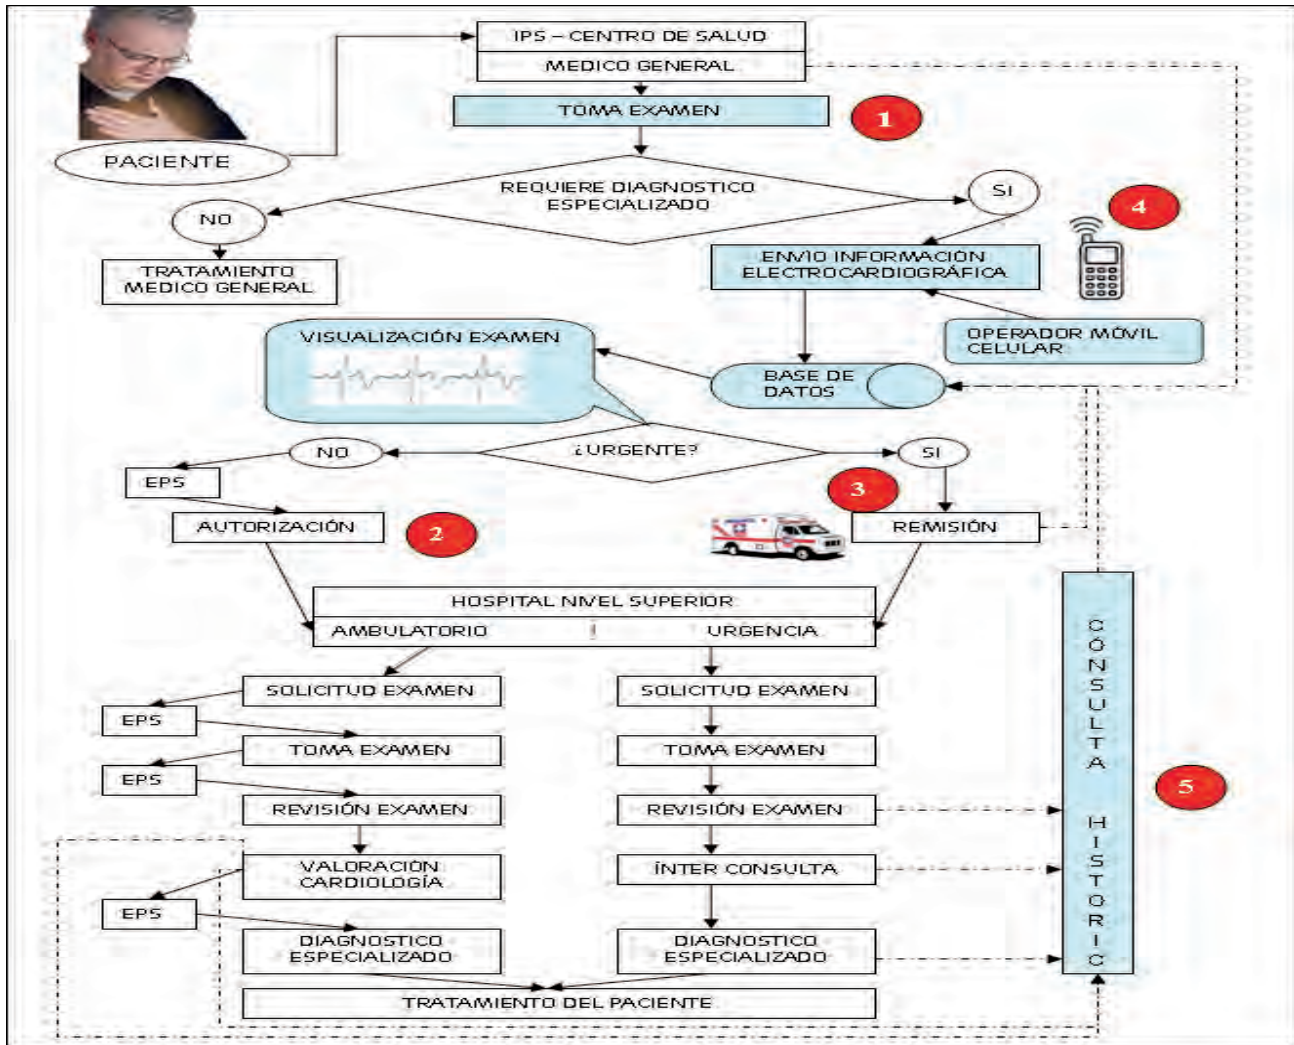 IPS – CENTRO DE SALUD
MEDICO GENERAL
TOMA EXAMEN
1
PACIENTE
REQUIERE DIAGNOSTICO
ESPECIALIZADO
NO
SI
4
TRATAMIENTO
MEDICO GENERAL
ENVÍO INFORMACIÓN
ELECTROCARDIOGRÁFICA
OPERADOR MÓVIL
CELULAR
VISUALIZACIÓN EXAMEN
BASE DE
DATOS
¿URGENTE?
NO
SI
EPS
3
AUTORIZACIÓN
2
REMISIÓN
HOSPITAL NIVEL SUPERIOR
AMBULATORIO
URGENCIA
SOLICITUD EXAMEN
SOLICITUD EXAMEN
EPS
TOMA EXAMEN
TOMA EXAMEN
EPS
REVISIÓN EXAMEN
REVISIÓN EXAMEN
VALORACIÓN
CARDIOLOGÍA
ÍNTER CONSULTA
EPS
DIAGNOSTICO
ESPECIALIZADO
DIAGNOSTICO
ESPECIALIZADO
TRATAMIENTO DEL PACIENTE
CONSULTA HISTORIC
5